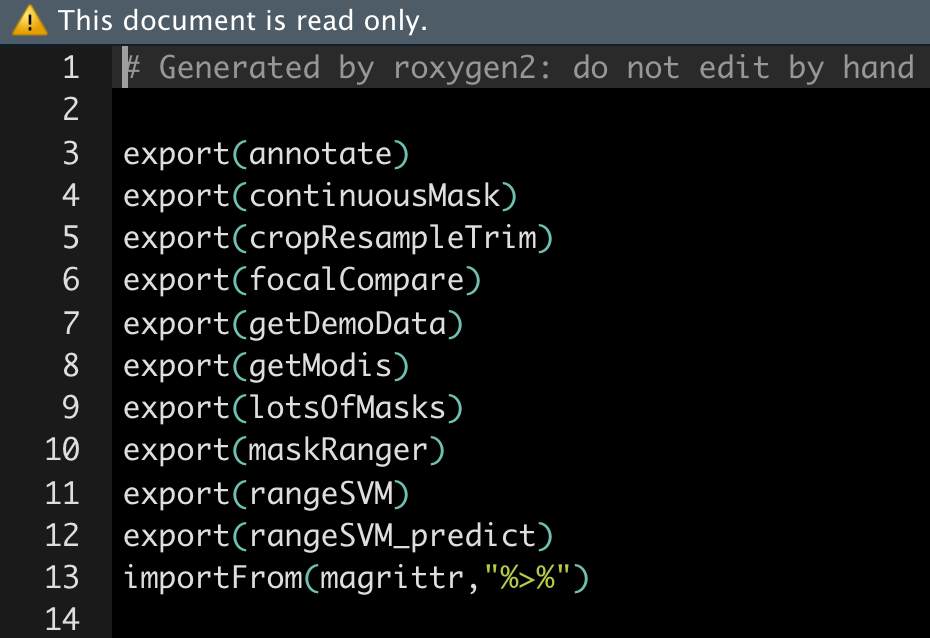 This document is read only.
1 # Generated by roxygen2: do not edit by hand
2
3 export(annotate)
4 export(continuousMask)
5 export(cropResampleTrim)
6 export(focalCompare)
7 export(getDemoData)
8 export(getModis)
9 export(lotsOfMasks)
10 export(maskRanger)
11 export(rangeSVM)
12 export(rangeSVM_predict)
13 importFrom(magrittr,"%>%")
14